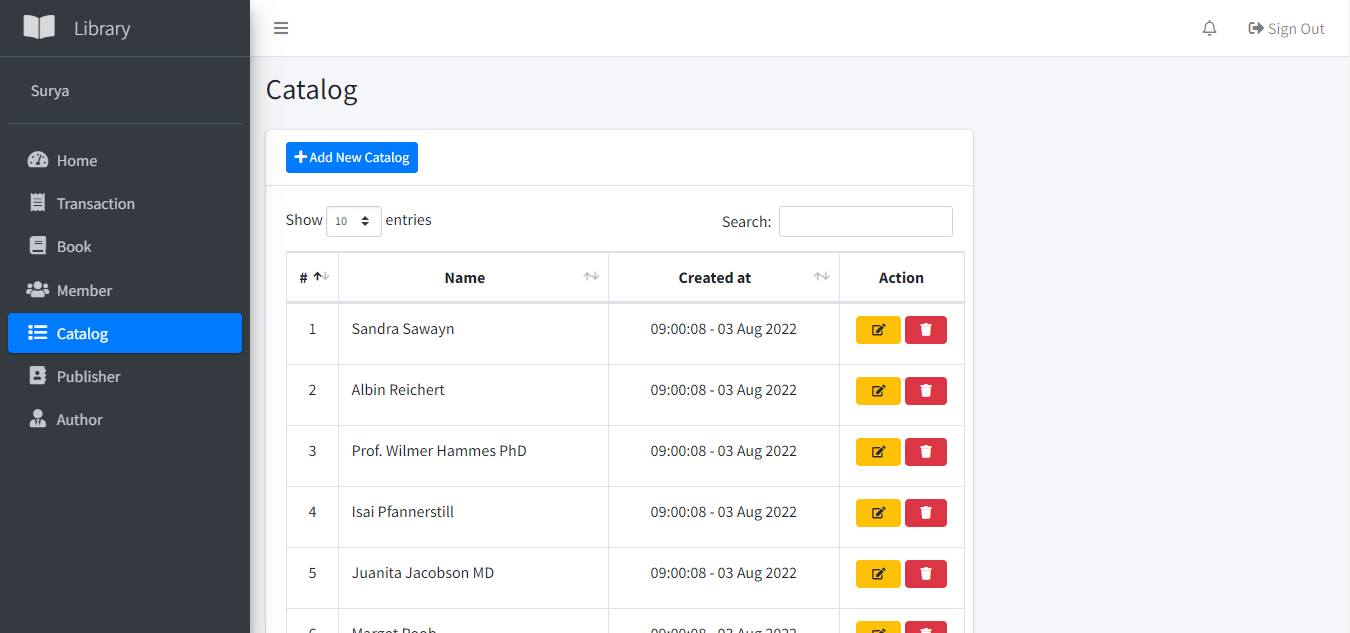 Library
Sign Out
Surya
Home
Transaction
Book
Member
Catalog
Publisher
Author
Catalog
Add New Catalog
Show 10 entries Search:
# Name Created at Action
1 Sandra Sawayn 09:00:08 - 03 Aug 2022
2 Albin Reichert 09:00:08 - 03 Aug 2022
3 Prof. Wilmer Hammes PhD 09:00:08 - 03 Aug 2022
4 Isai Pfannerstill 09:00:08 - 03 Aug 2022
5 Juanita Jacobson MD 09:00:08 - 03 Aug 2022